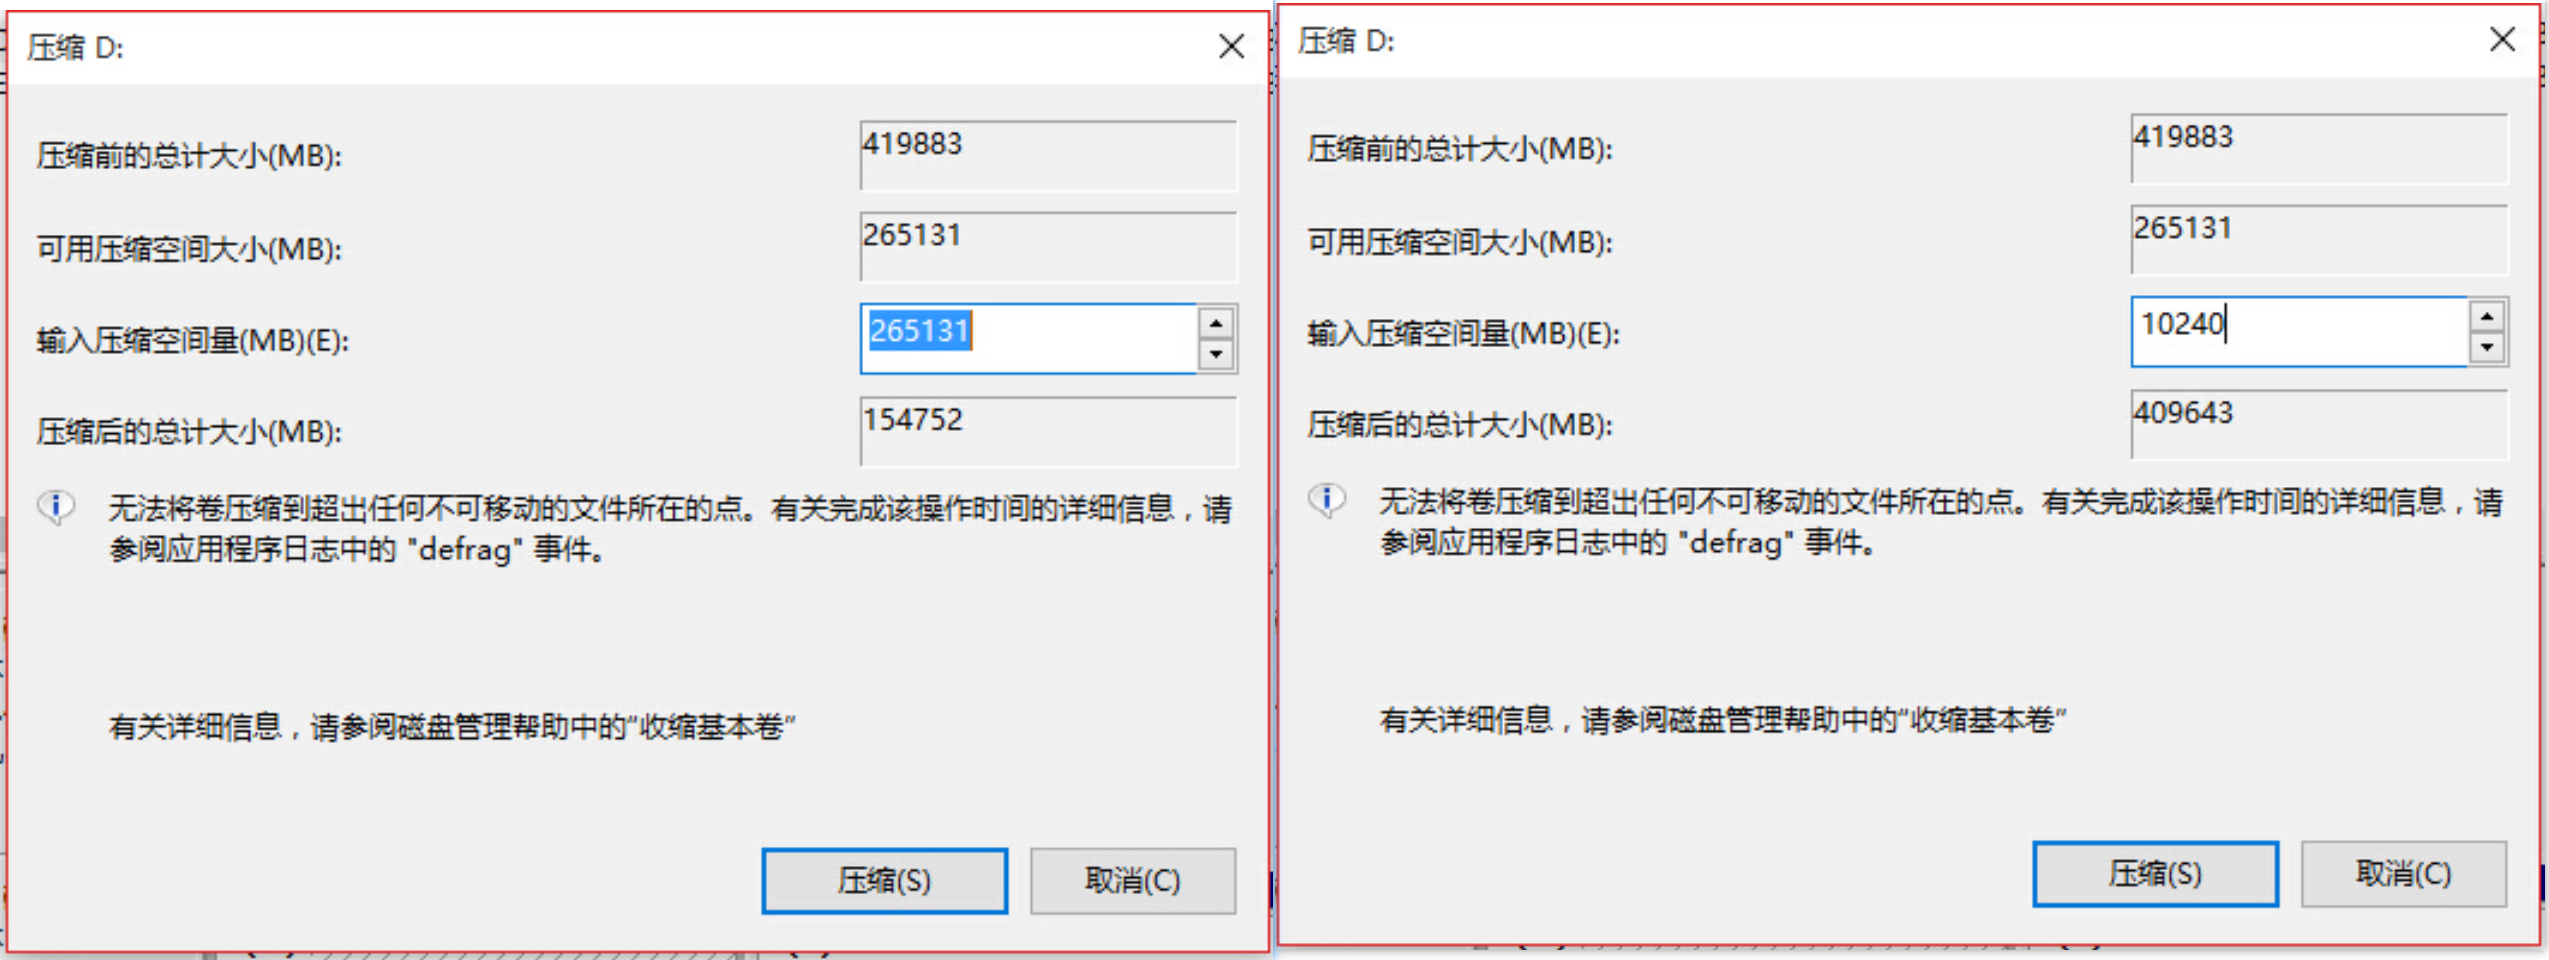 压缩 D:
压缩前的总计大小(MB):
419883
可用压缩空间大小(MB):
265131
输入压缩空间量(MB)(E):
265131
压缩后的总计大小(MB):
154752
无法将卷压缩到超出任何不可移动的文件所在的点。有关完成该操作时间的详细信息，请
参阅应用程序日志中的 "defrag" 事件。
有关详细信息，请参阅磁盘管理帮助中的“收缩基本卷”
压缩(S)
取消(C)
压缩 D:
压缩前的总计大小(MB):
419883
可用压缩空间大小(MB):
265131
输入压缩空间量(MB)(E):
10240
压缩后的总计大小(MB):
409643
无法将卷压缩到超出任何不可移动的文件所在的点。有关完成该操作时间的详细信息，请
参阅应用程序日志中的 "defrag" 事件。
有关详细信息，请参阅磁盘管理帮助中的“收缩基本卷”
压缩(S)
取消(C)